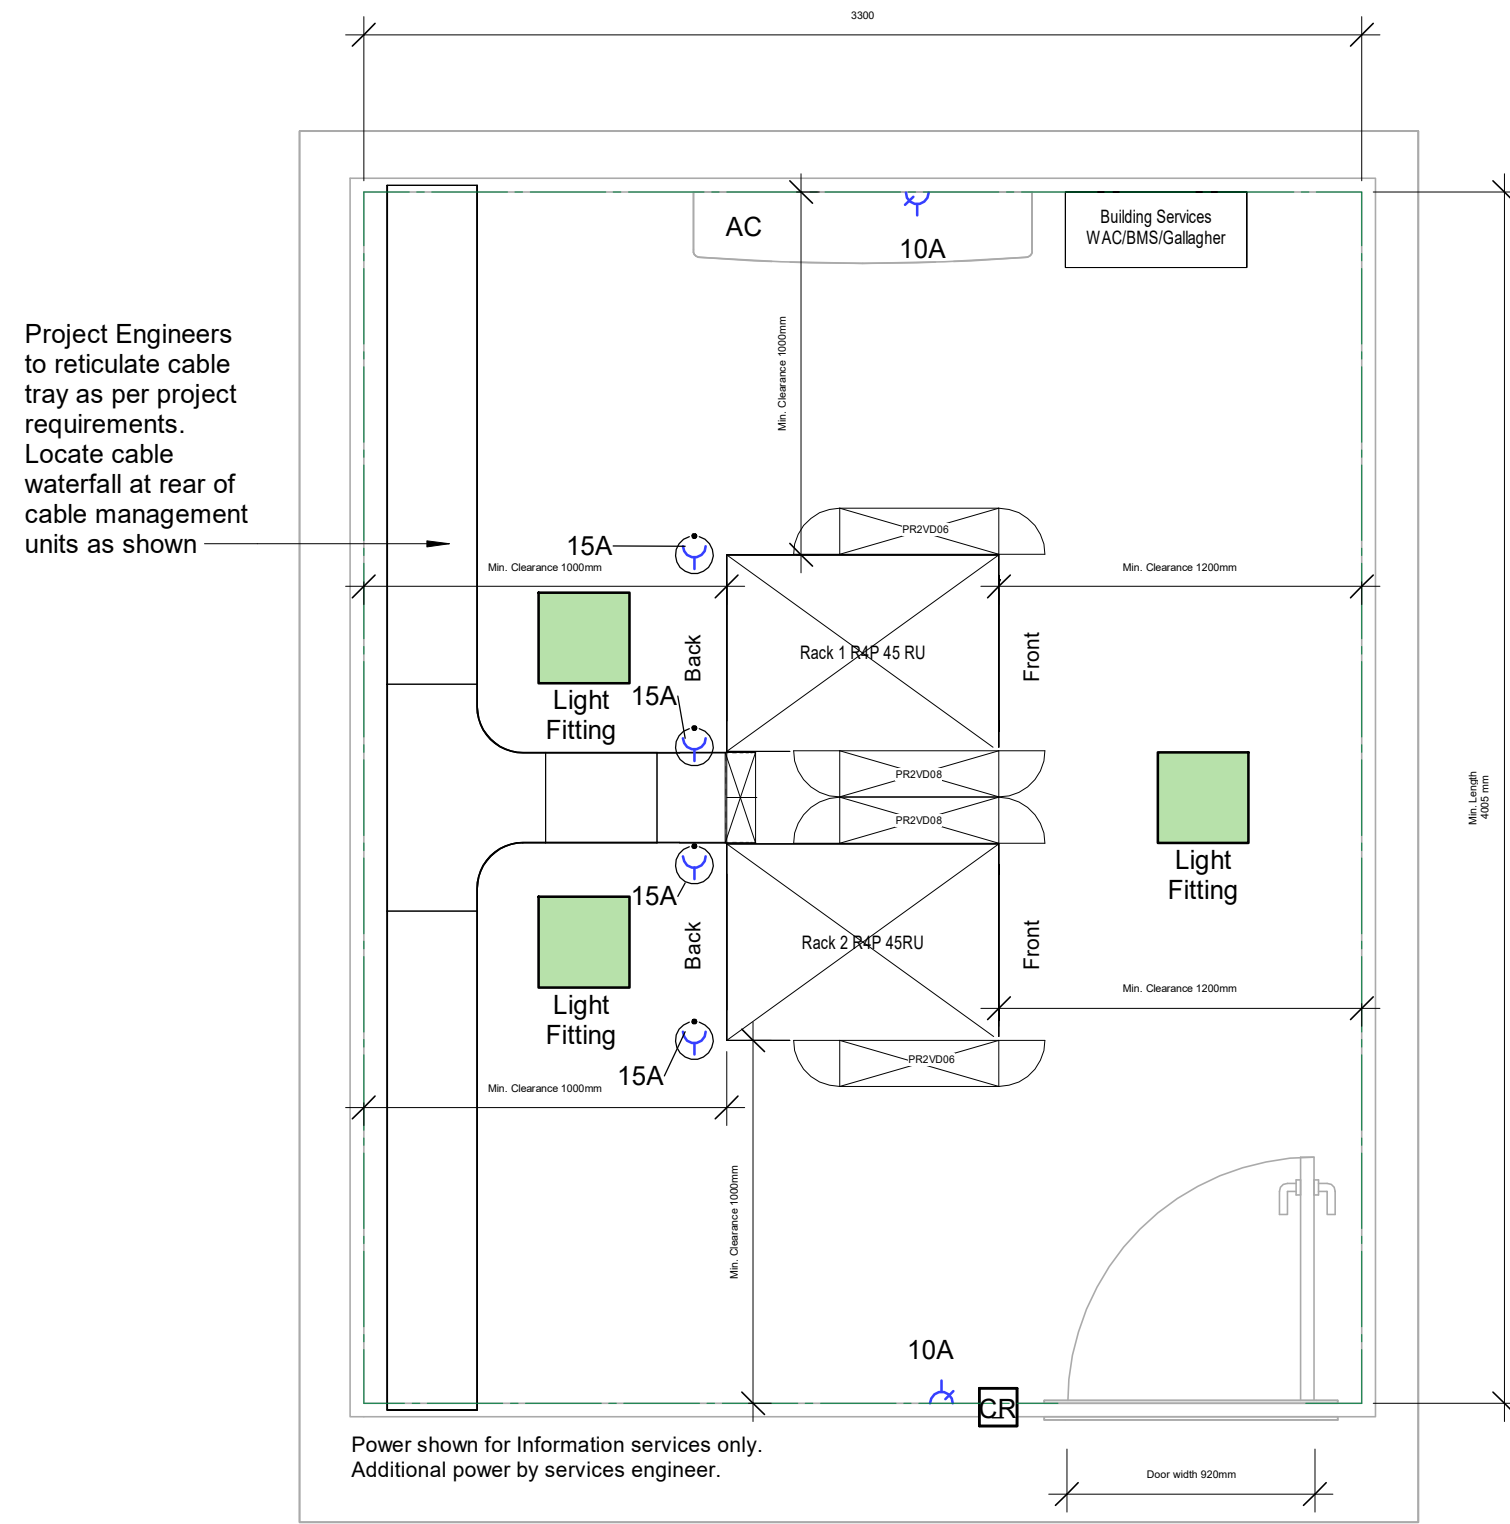 3300
AC
10A
Building Services
WAC/BMS/Gallagher
Project Engineers
to reticulate cable
tray as per project
requirements.
Locate cable
waterfall at rear of
cable management
units as shown
Min. Clearance 1000mm
15A
PR2VD06
Min. Clearance 1000mm
Min. Clearance 1200mm
Back
Rack 1 R4P 45 RU
Front
Light
Fitting
15A
PR2VD08
PR2VD08
Min. Length
4005 mm
Light
Fitting
15A
Back
Rack 2 R4P 45RU
Front
Light
Fitting
Min. Clearance 1200mm
15A
PR2VD06
Min. Clearance 1000mm
Min. Clearance 1000mm
10A
CR
Power shown for Information services only.
Additional power by services engineer.
Door width 920mm